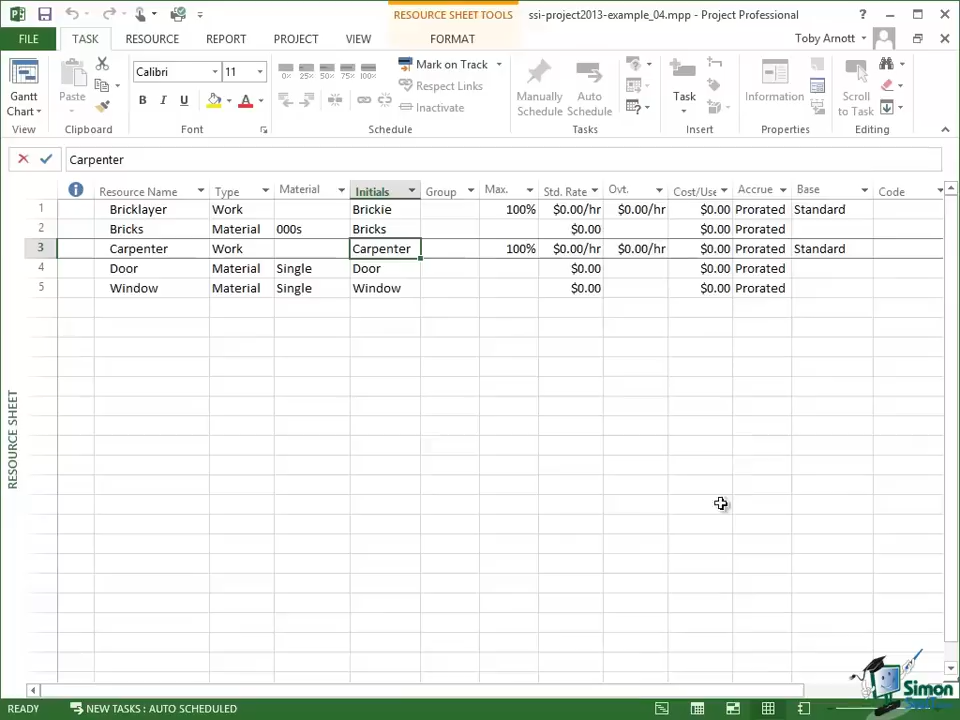 RESOURCE SHEET TOOLS ssi-project2013-example_04.mpp - Project Professional
FILE TASK RESOURCE REPORT PROJECT VIEW FORMAT Toby Arnott
Gantt Chart Paste Calibri 11 0% 25% 50% 75% 100% Mark on Track Manually Schedule Auto Schedule Task Information Scroll to Task
B I U A Respect Links
Inactivate
View Clipboard Font Schedule Tasks Insert Properties Editing
Carpenter
Resource Name Type Material Initials Group Max. Std. Rate Ovt. Cost/Use Accrue Base Code
1 Bricklayer Work Brickie 100% $0.00/hr $0.00/hr $0.00 Prorated Standard
2 Bricks Material 000s Bricks $0.00 $0.00 Prorated
3 Carpenter Work Carpenter 100% $0.00/hr $0.00/hr $0.00 Prorated Standard
4 Door Material Single Door $0.00 $0.00 Prorated
5 Window Material Single Window $0.00 $0.00 Prorated
RESOURCE SHEET
Simon
READY NEW TASKS : AUTO SCHEDULED